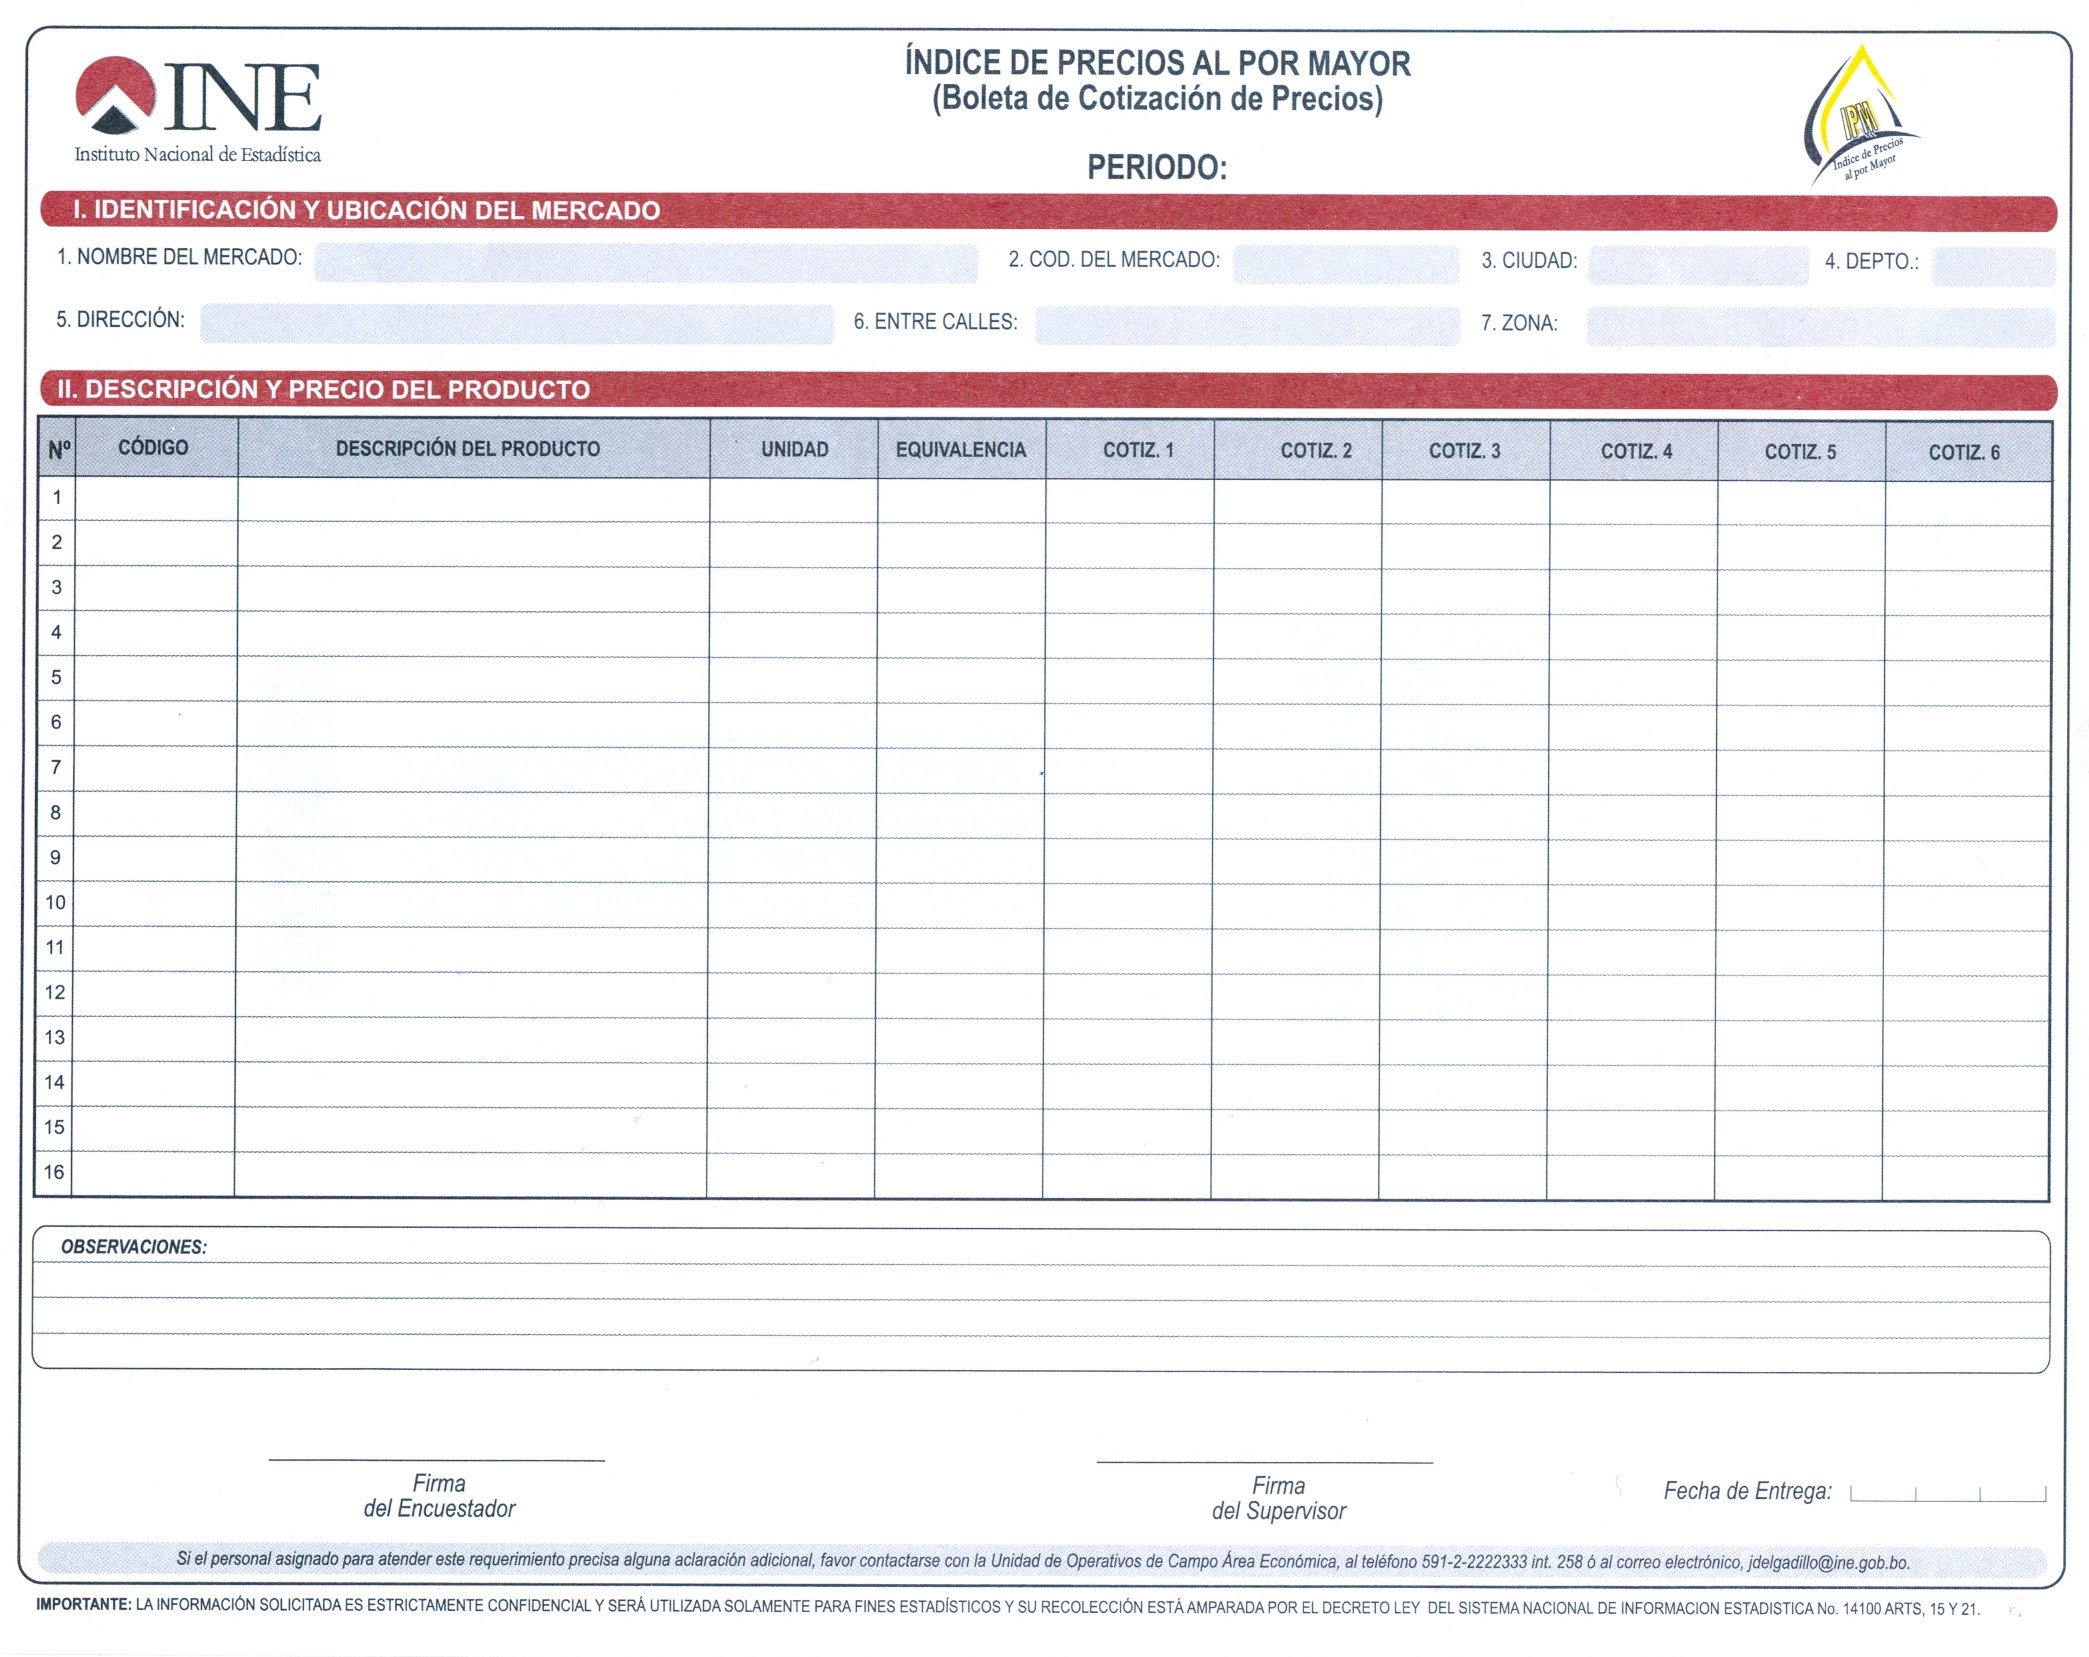 INE
Instituto Nacional de Estadística
ÍNDICE DE PRECIOS AL POR MAYOR
(Boleta de Cotización de Precios)
PERIODO:
IPM
Indice de Precios
al por Mayor
I. IDENTIFICACIÓN Y UBICACIÓN DEL MERCADO
1. NOMBRE DEL MERCADO: 2. COD. DEL MERCADO: 3. CIUDAD: 4. DEPTO.:
5. DIRECCIÓN: 6. ENTRE CALLES: 7. ZONA:
II. DESCRIPCIÓN Y PRECIO DEL PRODUCTO
Nº CÓDIGO DESCRIPCIÓN DEL PRODUCTO UNIDAD EQUIVALENCIA COTIZ. 1 COTIZ. 2 COTIZ. 3 COTIZ. 4 COTIZ. 5 COTIZ. 6
1
2
3
4
5
6
7
8
9
10
11
12
13
14
15
16
OBSERVACIONES:
Firma
del Encuestador
Firma
del Supervisor
Fecha de Entrega:
Si el personal asignado para atender este requerimiento precisa alguna aclaración adicional, favor contactarse con la Unidad de Operativos de Campo Área Económica, al teléfono 591-2-2222333 int. 258 ó al correo electrónico, jdelgadillo@ine.gob.bo.
IMPORTANTE: LA INFORMACIÓN SOLICITADA ES ESTRICTAMENTE CONFIDENCIAL Y SERÁ UTILIZADA SOLAMENTE PARA FINES ESTADÍSTICOS Y SU RECOLECCIÓN ESTÁ AMPARADA POR EL DECRETO LEY DEL SISTEMA NACIONAL DE INFORMACION ESTADISTICA No. 14100 ARTS, 15 Y 21.